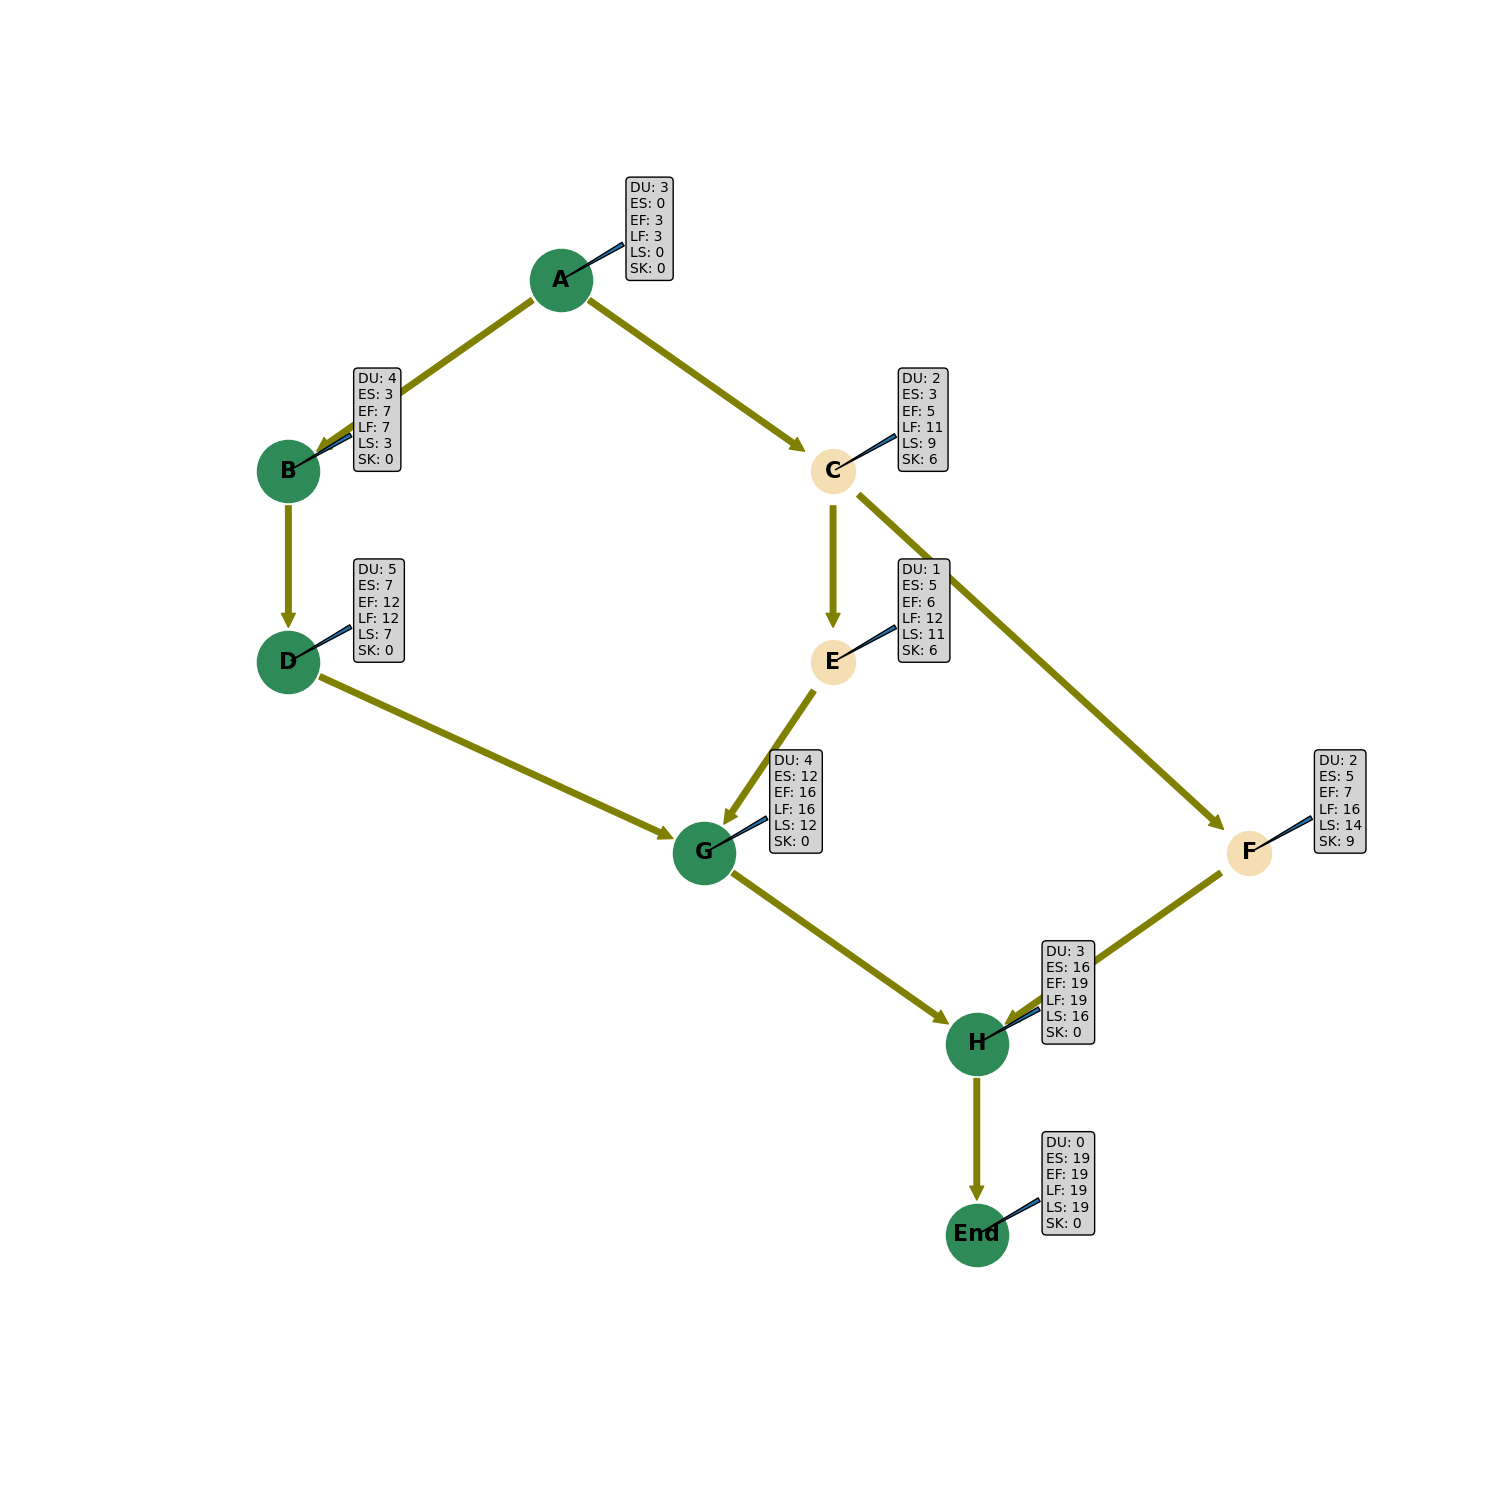 DU: 3
ES: 0
EF: 3
LF: 3
LS: 0
SK: 0
A
DU: 4
ES: 3
EF: 7
LF: 7
LS: 3
SK: 0
B
DU: 2
ES: 3
EF: 5
LF: 11
LS: 9
SK: 6
C
DU: 5
ES: 7
EF: 12
LF: 12
LS: 7
SK: 0
D
DU: 1
ES: 5
EF: 6
LF: 12
LS: 11
SK: 6
E
DU: 4
ES: 12
EF: 16
LF: 16
LS: 12
SK: 0
G
DU: 2
ES: 5
EF: 7
LF: 16
LS: 14
SK: 9
F
DU: 3
ES: 16
EF: 19
LF: 19
LS: 16
SK: 0
H
DU: 0
ES: 19
EF: 19
LF: 19
LS: 19
SK: 0
End